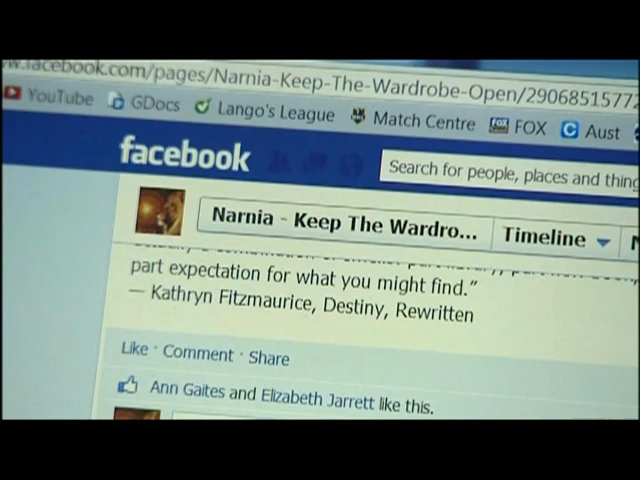 w.facebook.com/pages/Narnia-Keep-The-Wardrobe-Open/2906851577
YouTube GDocs Lango's League Match Centre FOX FOX C Aust
facebook
Search for people, places and thing
Narnia - Keep The Wardro... Timeline
part expectation for what you might find.”
— Kathryn Fitzmaurice, Destiny, Rewritten
Like · Comment · Share
Ann Gaites and Elizabeth Jarrett like this.